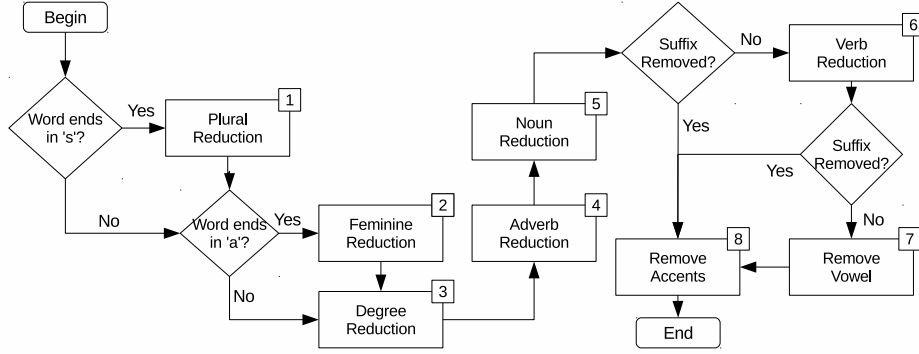 Begin
Word ends
in 's'?
Yes
No
1
Plural
Reduction
Word ends
in 'a'?
Yes
No
2
Feminine
Reduction
3
Degree
Reduction
4
Adverb
Reduction
5
Noun
Reduction
Suffix
Removed?
No
Yes
6
Verb
Reduction
Suffix
Removed?
Yes
No
7
Remove
Vowel
8
Remove
Accents
End